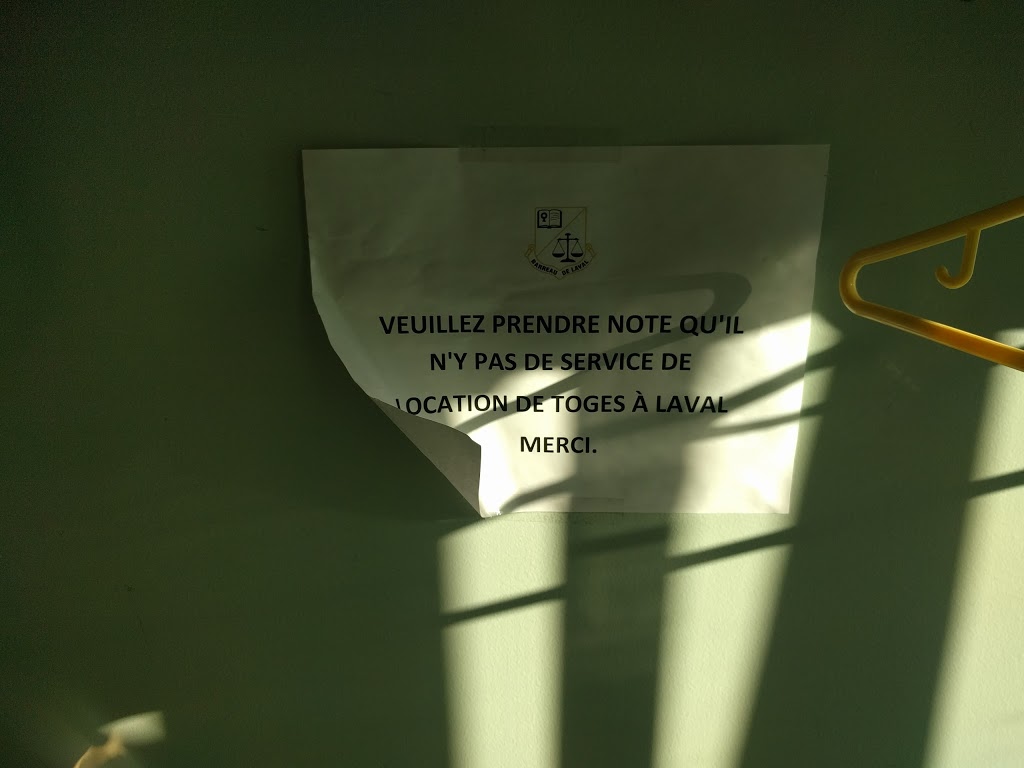 BARREAU DE LAVAL
VEUILLEZ PRENDRE NOTE QU'IL
N'Y PAS DE SERVICE DE
LOCATION DE TOGES À LAVAL
MERCI.